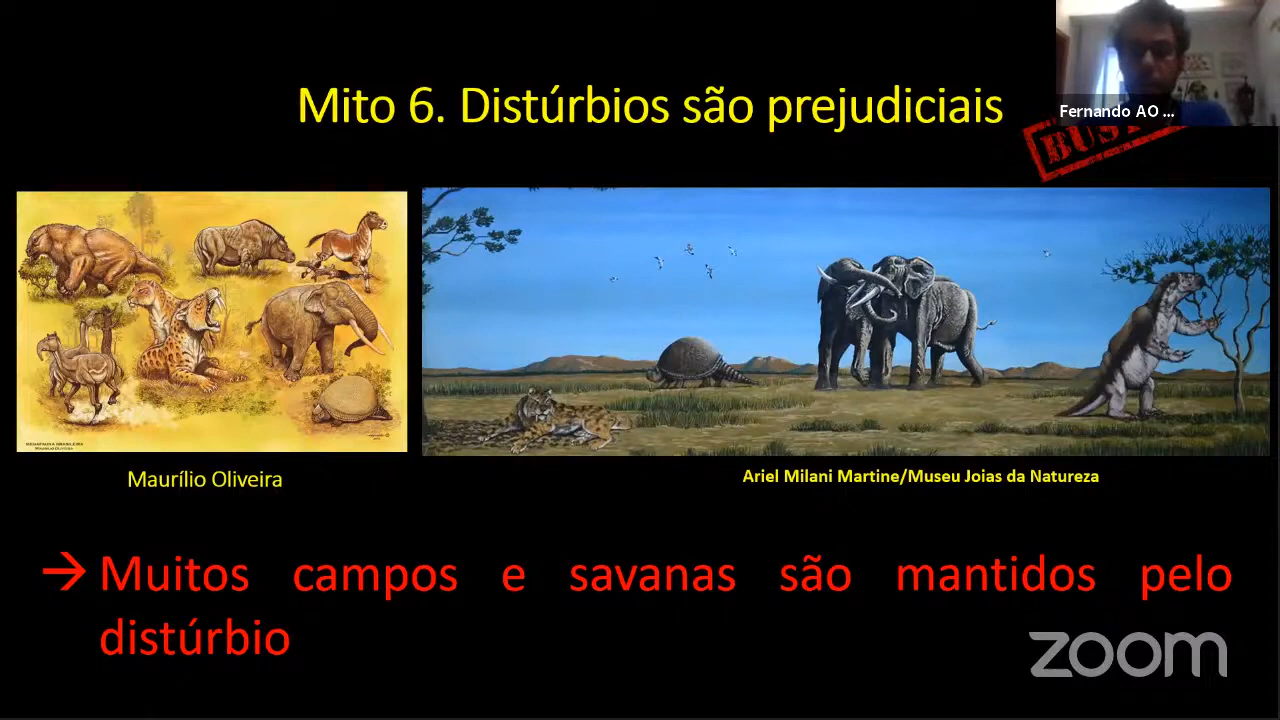 Mito 6. Distúrbios são prejudiciais
Fernando AO ...
BUS
Maurílio Oliveira
Ariel Milani Martine/Museu Joias da Natureza
→ Muitos campos e savanas são mantidos pelo
distúrbio
zoom